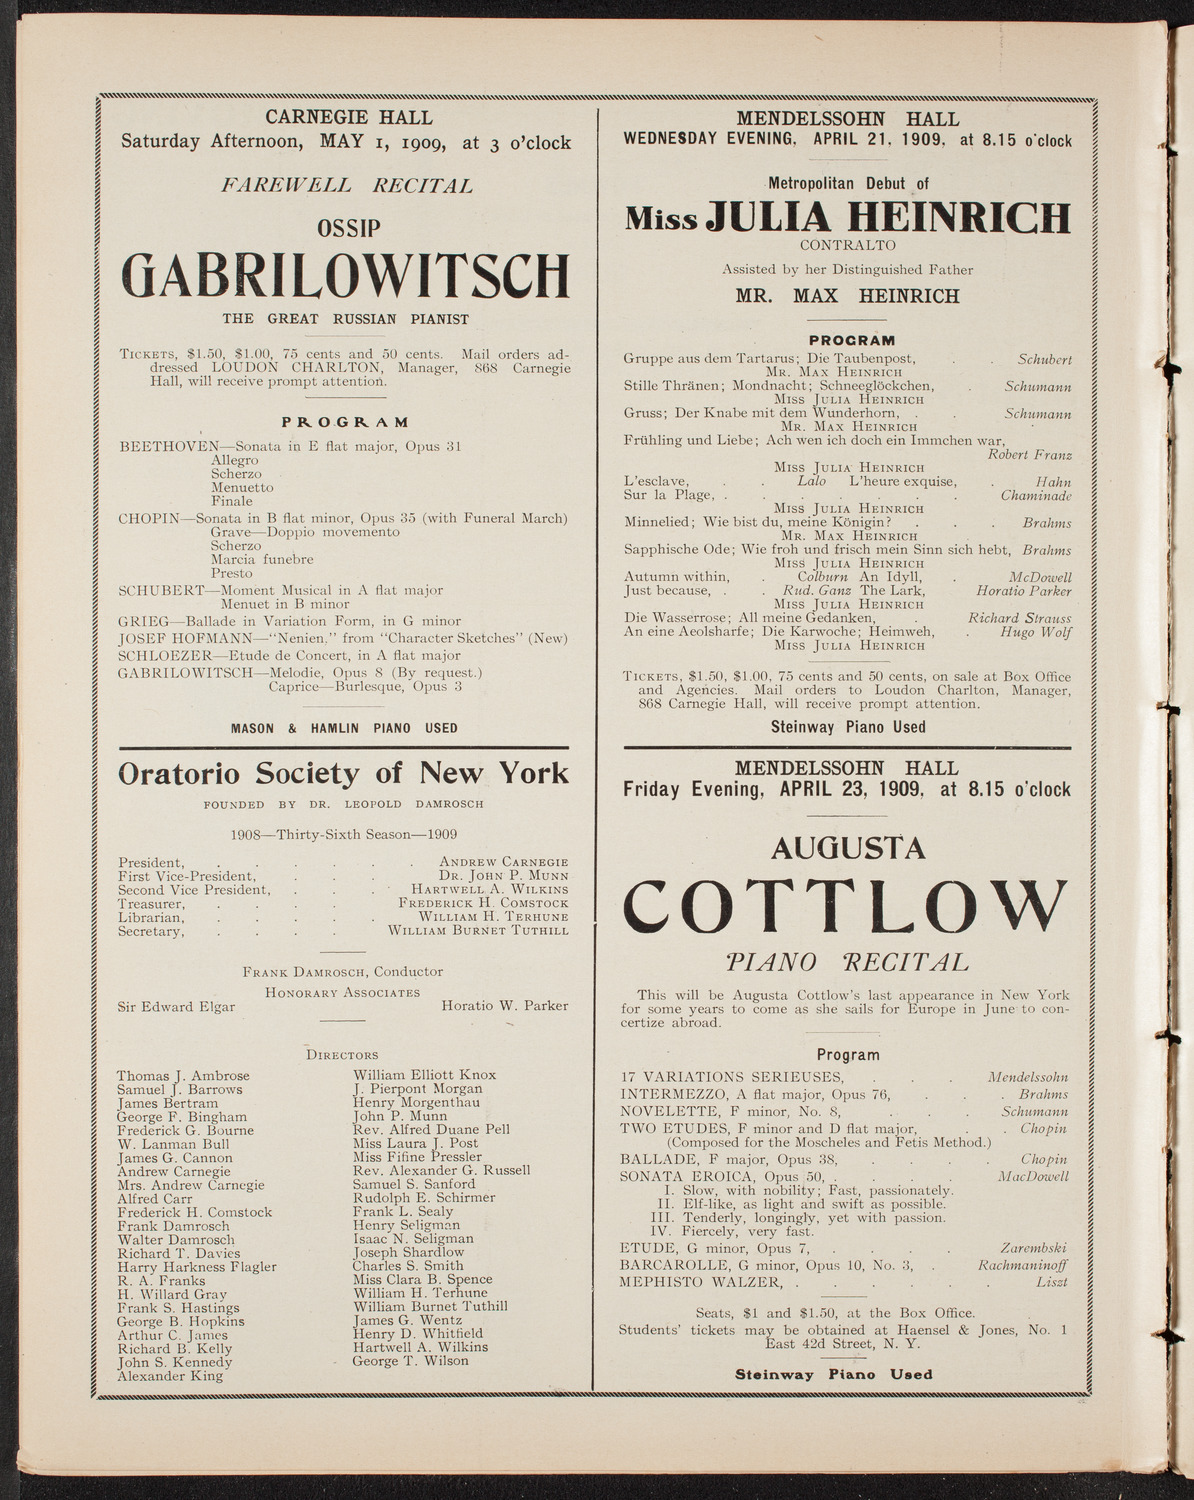 CARNEGIE HALL
Saturday Afternoon, MAY 1, 1909, at 3 o'clock
FAREWELL RECITAL
OSSIP
GABRILOWITSCH
THE GREAT RUSSIAN PIANIST
TICKETS, $1.50, $1.00, 75 cents and 50 cents. Mail orders ad-
dressed LOUDON CHARLTON, Manager, 868 Carnegie
Hall, will receive prompt attention.
PROGRAM
BEETHOVEN—Sonata in E flat major, Opus 31
Allegro
Scherzo
Menuetto
Finale
CHOPIN—Sonata in B flat minor, Opus 35 (with Funeral March)
Grave—Doppio movemento
Scherzo
Marcia funebre
Presto
SCHUBERT—Moment Musical in A flat major
Menuet in B minor
GRIEG—Ballade in Variation Form, in G minor
JOSEF HOFMANN—"Nenien," from "Character Sketches" (New)
SCHLOEZER—Etude de Concert, in A flat major
GABRILOWITSCH—Melodie, Opus 8 (By request.)
Caprice—Burlesque, Opus 3
MASON & HAMLIN PIANO USED
Oratorio Society of New York
FOUNDED BY DR. LEOPOLD DAMROSCH
1908—Thirty-Sixth Season—1909
President, . . . . . . ANDREW CARNEGIE
First Vice-President, . . . DR. JOHN P. MUNN
Second Vice President, . . . HARTWELL A. WILKINS
Treasurer, . . . . FREDERICK H. COMSTOCK
Librarian, . . . . . WILLIAM H. TERHUNE
Secretary, . . . . WILLIAM BURNET TUTHILL
FRANK DAMROSCH, Conductor
HONORARY ASSOCIATES
Sir Edward Elgar Horatio W. Parker
DIRECTORS
Thomas J. Ambrose
Samuel J. Barrows
James Bertram
George F. Bingham
Frederick G. Bourne
W. Lanman Bull
James G. Cannon
Andrew Carnegie
Mrs. Andrew Carnegie
Alfred Carr
Frederick H. Comstock
Frank Damrosch
Walter Damrosch
Richard T. Davies
Harry Harkness Flagler
R. A. Franks
H. Willard Gray
Frank S. Hastings
George B. Hopkins
Arthur C. James
Richard B. Kelly
John S. Kennedy
Alexander King
William Elliott Knox
J. Pierpont Morgan
Henry Morgenthau
John P. Munn
Rev. Alfred Duane Pell
Miss Laura J. Post
Miss Fifine Pressler
Rev. Alexander G. Russell
Samuel S. Sanford
Rudolph E. Schirmer
Frank L. Sealy
Henry Seligman
Isaac N. Seligman
Joseph Shardlow
Charles S. Smith
Miss Clara B. Spence
William H. Terhune
William Burnet Tuthill
James G. Wentz
Henry D. Whitfield
Hartwell A. Wilkins
George T. Wilson
MENDELSSOHN HALL
WEDNESDAY EVENING, APRIL 21, 1909, at 8.15 o'clock
Metropolitan Debut of
Miss JULIA HEINRICH
CONTRALTO
Assisted by her Distinguished Father
MR. MAX HEINRICH
PROGRAM
Gruppe aus dem Tartarus; Die Taubenpost, . . Schubert
MR. MAX HEINRICH
Stille Thränen; Mondnacht; Schneeglöckchen, . Schumann
MISS JULIA HEINRICH
Gruss; Der Knabe mit dem Wunderhorn, . . Schumann
MR. MAX HEINRICH
Frühling und Liebe; Ach wen ich doch ein Immchen war,
Robert Franz
MISS JULIA HEINRICH
L'esclave, . . Lalo L'heure exquise, . Hahn
Sur la Plage, . . . . . . . Chaminade
MISS JULIA HEINRICH
Minnelied; Wie bist du, meine Königin? . . . Brahms
MR. MAX HEINRICH
Sapphische Ode; Wie froh und frisch mein Sinn sich hebt, Brahms
MISS JULIA HEINRICH
Autumn within, . Colburn An Idyll, . McDowell
Just because, . . Rud. Ganz The Lark, Horatio Parker
MISS JULIA HEINRICH
Die Wasserrose; All meine Gedanken, . Richard Strauss
An eine Aeolsharfe; Die Karwoche; Heimweh, . Hugo Wolf
MISS JULIA HEINRICH
TICKETS, $1.50, $1.00, 75 cents and 50 cents, on sale at Box Office
and Agencies. Mail orders to Loudon Charlton, Manager,
868 Carnegie Hall, will receive prompt attention.
Steinway Piano Used
MENDELSSOHN HALL
Friday Evening, APRIL 23, 1909, at 8.15 o'clock
AUGUSTA
COTTLOW
PIANO RECITAL
This will be Augusta Cottlow's last appearance in New York
for some years to come as she sails for Europe in June to con-
certize abroad.
Program
17 VARIATIONS SERIEUSES, . . . Mendelssohn
INTERMEZZO, A flat major, Opus 76, . . . Brahms
NOVELETTE, F minor, No. 8, . . . . Schumann
TWO ETUDES, F minor and D flat major, . . Chopin
(Composed for the Moscheles and Fetis Method.)
BALLADE, F major, Opus 38, . . . . Chopin
SONATA EROICA, Opus 50, . . . . MacDowell
I. Slow, with nobility; Fast, passionately.
II. Elf-like, as light and swift as possible.
III. Tenderly, longingly, yet with passion.
IV. Fiercely, very fast.
ETUDE, G minor, Opus 7, . . . . Zarembski
BARCAROLLE, G minor, Opus 10, No. 3, . Rachmaninoff
MEPHISTO WALZER, . . . . . . Liszt
Seats, $1 and $1.50, at the Box Office.
Students' tickets may be obtained at Haensel & Jones, No. 1
East 42d Street, N. Y.
Steinway Piano Used